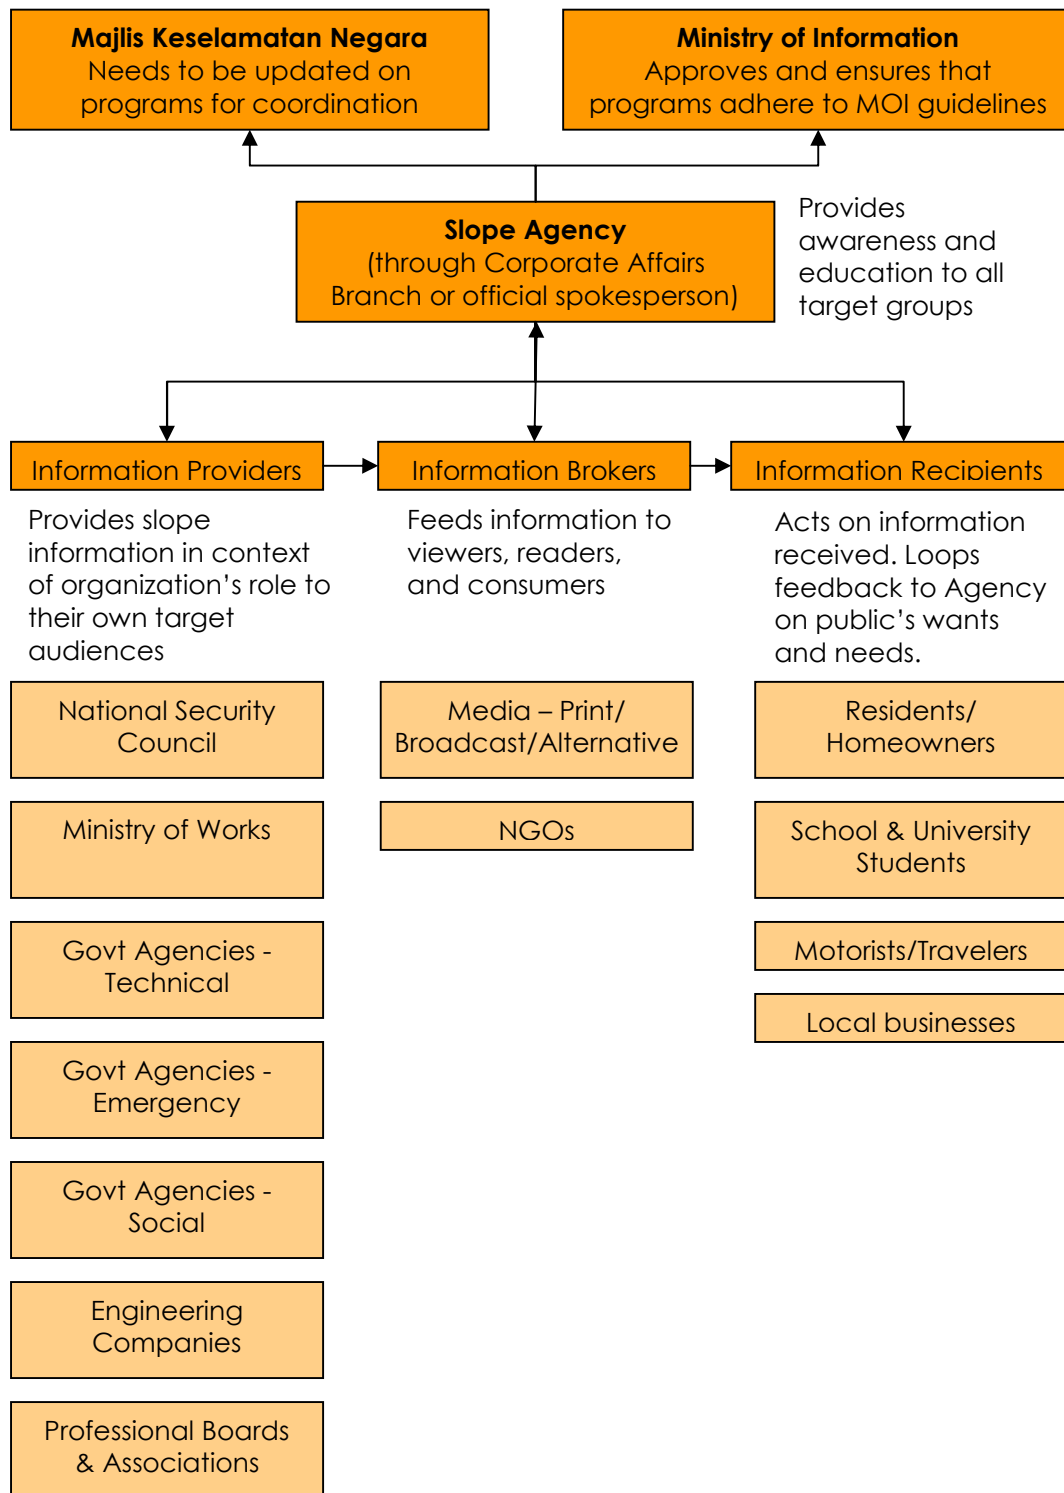 Majlis Keselamatan Negara
Needs to be updated on
programs for coordination
Ministry of Information
Approves and ensures that
programs adhere to MOI guidelines
Slope Agency
(through Corporate Affairs
Branch or official spokesperson)
Provides
awareness and
education to all
target groups
Information Providers
Information Brokers
Information Recipients
Provides slope
information in context
of organization’s role to
their own target
audiences
Feeds information to
viewers, readers,
and consumers
Acts on information
received. Loops
feedback to Agency
on public’s wants
and needs.
National Security
Council
Ministry of Works
Govt Agencies -
Technical
Govt Agencies -
Emergency
Govt Agencies -
Social
Engineering
Companies
Professional Boards
& Associations
Media – Print/
Broadcast/Alternative
NGOs
Residents/
Homeowners
School & University
Students
Motorists/Travelers
Local businesses